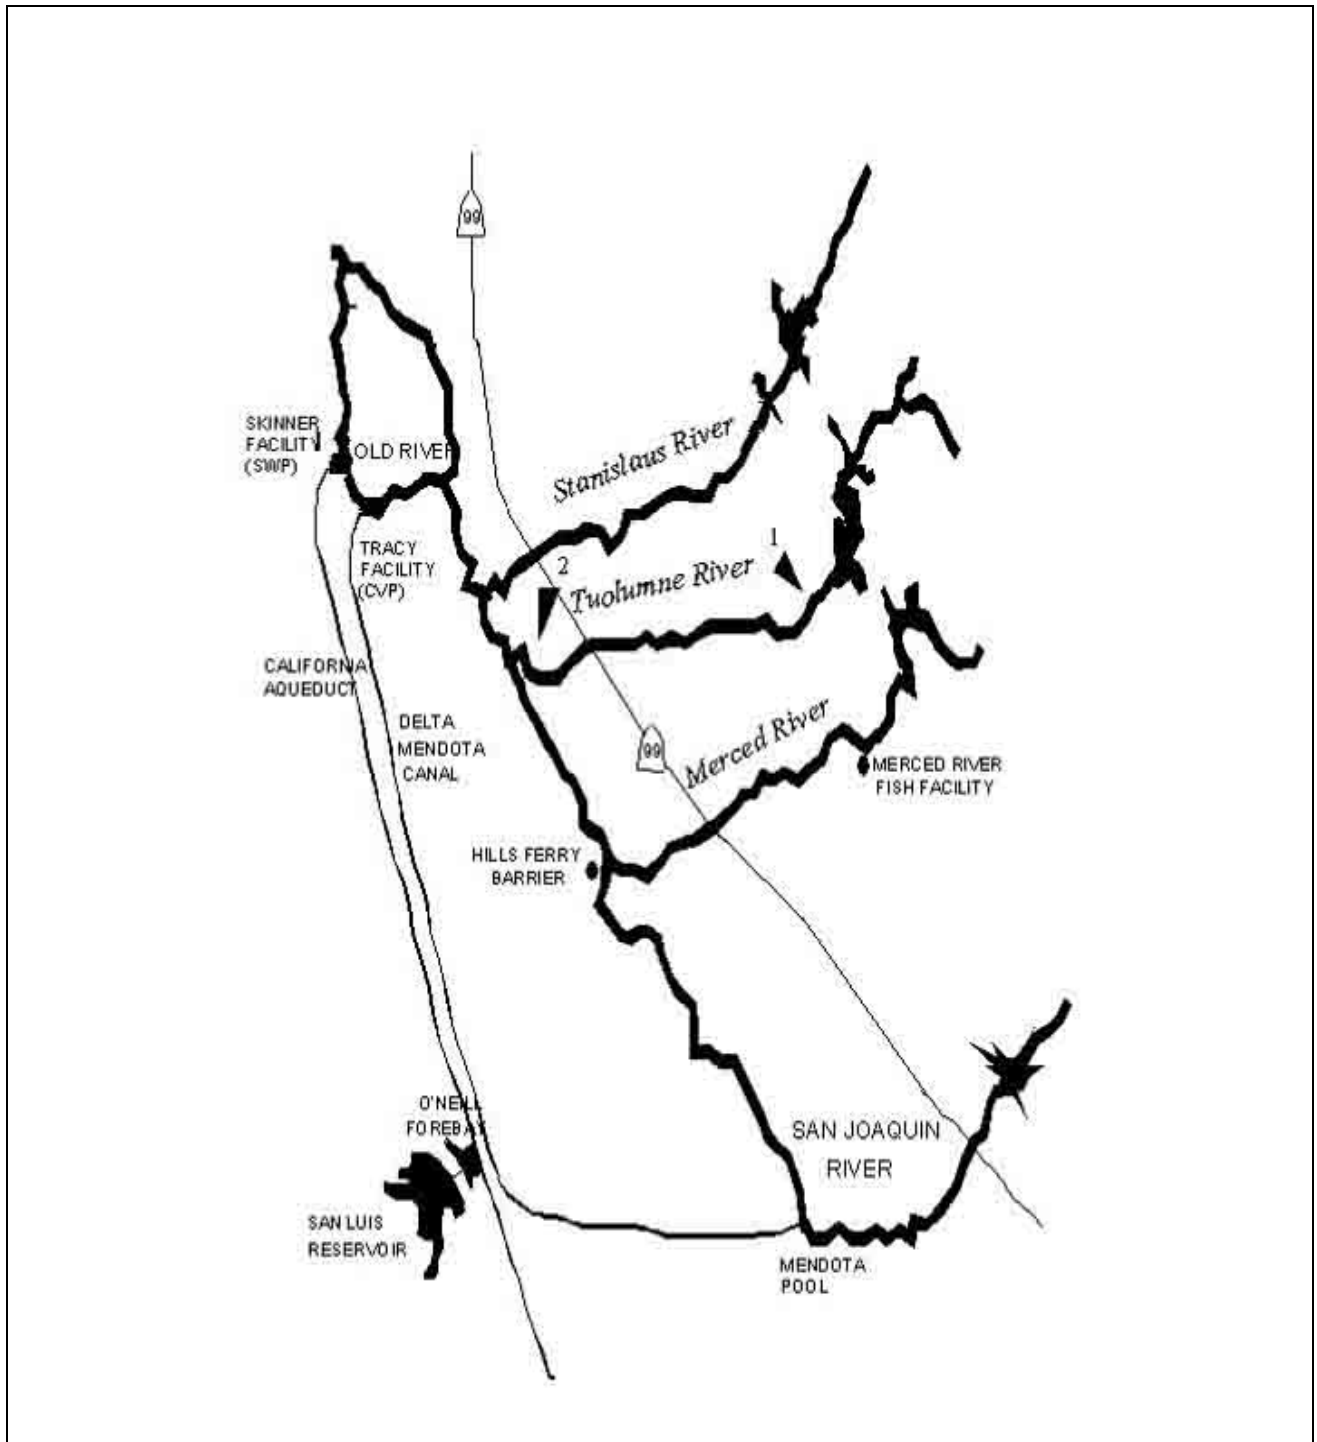 99
SKINNER
FACILITY
(SWP)
OLD RIVER
Stanislaus River
1
2
Tuolumne River
TRACY
FACILITY
(CVP)
CALIFORNIA
AQUEDUCT
DELTA
MENDOTA
CANAL
Merced River
99
MERCED RIVER
FISH FACILITY
HILLS FERRY
BARRIER
O'NEILL
FOREBAY
SAN JOAQUIN
RIVER
SAN LUIS
RESERVOIR
MENDOTA
POOL